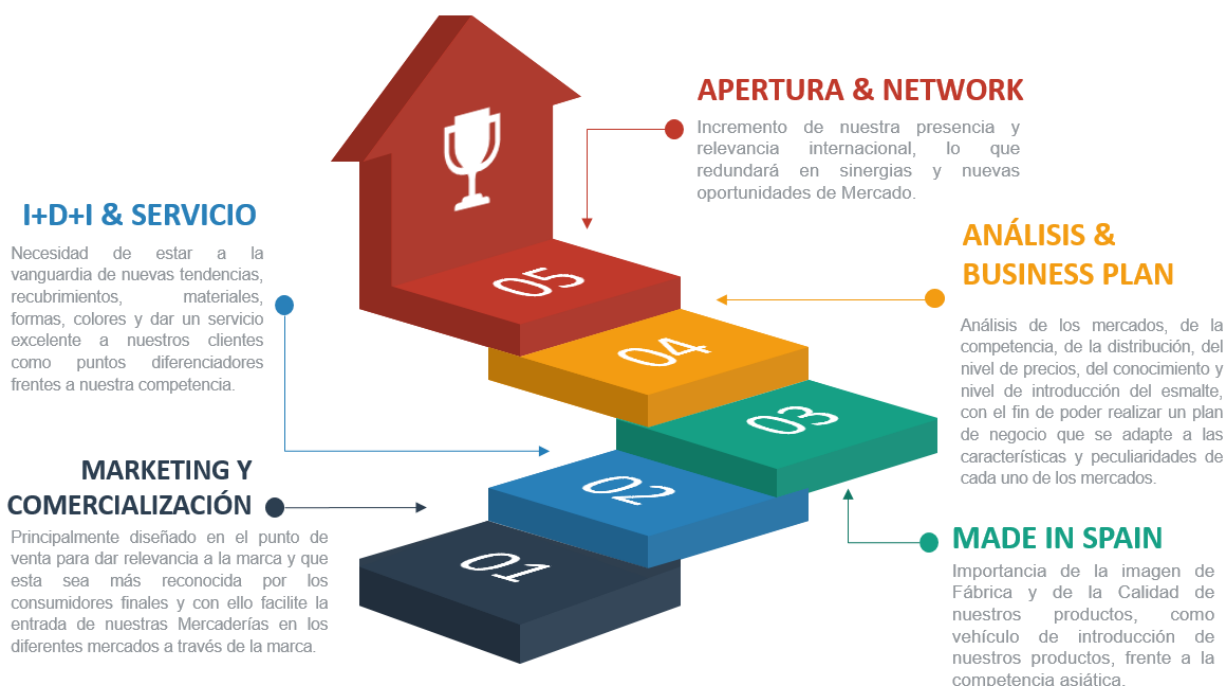 APERTURA & NETWORK
Incremento de nuestra presencia y
relevancia internacional, lo que
redundará en sinergias y nuevas
oportunidades de Mercado.
I+D+I & SERVICIO
Necesidad de estar a la
vanguardia de nuevas tendencias,
recubrimientos, materiales,
formas, colores y dar un servicio
excelente a nuestros clientes
como puntos diferenciadores
frentes a nuestra competencia.
ANÁLISIS &
BUSINESS PLAN
Análisis de los mercados, de la
competencia, de la distribución, del
nivel de precios, del conocimiento y
nivel de introducción del esmalte,
con el fin de poder realizar un plan
de negocio que se adapte a las
características y peculiaridades de
cada uno de los mercados.
05
04
03
02
01
MARKETING Y
COMERCIALIZACIÓN
Principalmente diseñado en el punto de
venta para dar relevancia a la marca y que
esta sea más reconocida por los
consumidores finales y con ello facilite la
entrada de nuestras Mercaderías en los
diferentes mercados a través de la marca.
MADE IN SPAIN
Importancia de la imagen de
Fábrica y de la Calidad de
nuestros productos, como
vehículo de introducción de
nuestros productos, frente a la
competencia asiática.